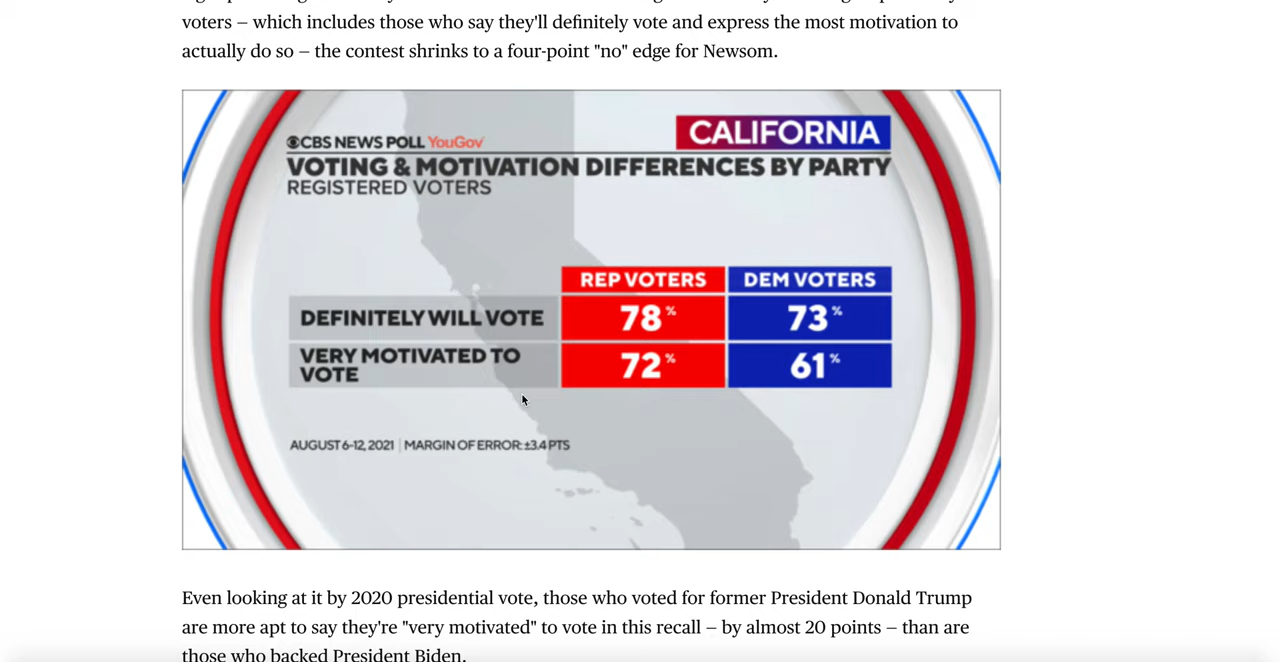 voters – which includes those who say they'll definitely vote and express the most motivation to
actually do so – the contest shrinks to a four-point "no" edge for Newsom.
CBS NEWS POLL YouGov
CALIFORNIA
VOTING & MOTIVATION DIFFERENCES BY PARTY
REGISTERED VOTERS
REP VOTERS DEM VOTERS
DEFINITELY WILL VOTE 78% 73%
VERY MOTIVATED TO
VOTE 72% 61%
AUGUST 6-12, 2021 | MARGIN OF ERROR: ±3.4 PTS
Even looking at it by 2020 presidential vote, those who voted for former President Donald Trump
are more apt to say they're "very motivated" to vote in this recall – by almost 20 points – than are
those who backed President Biden.